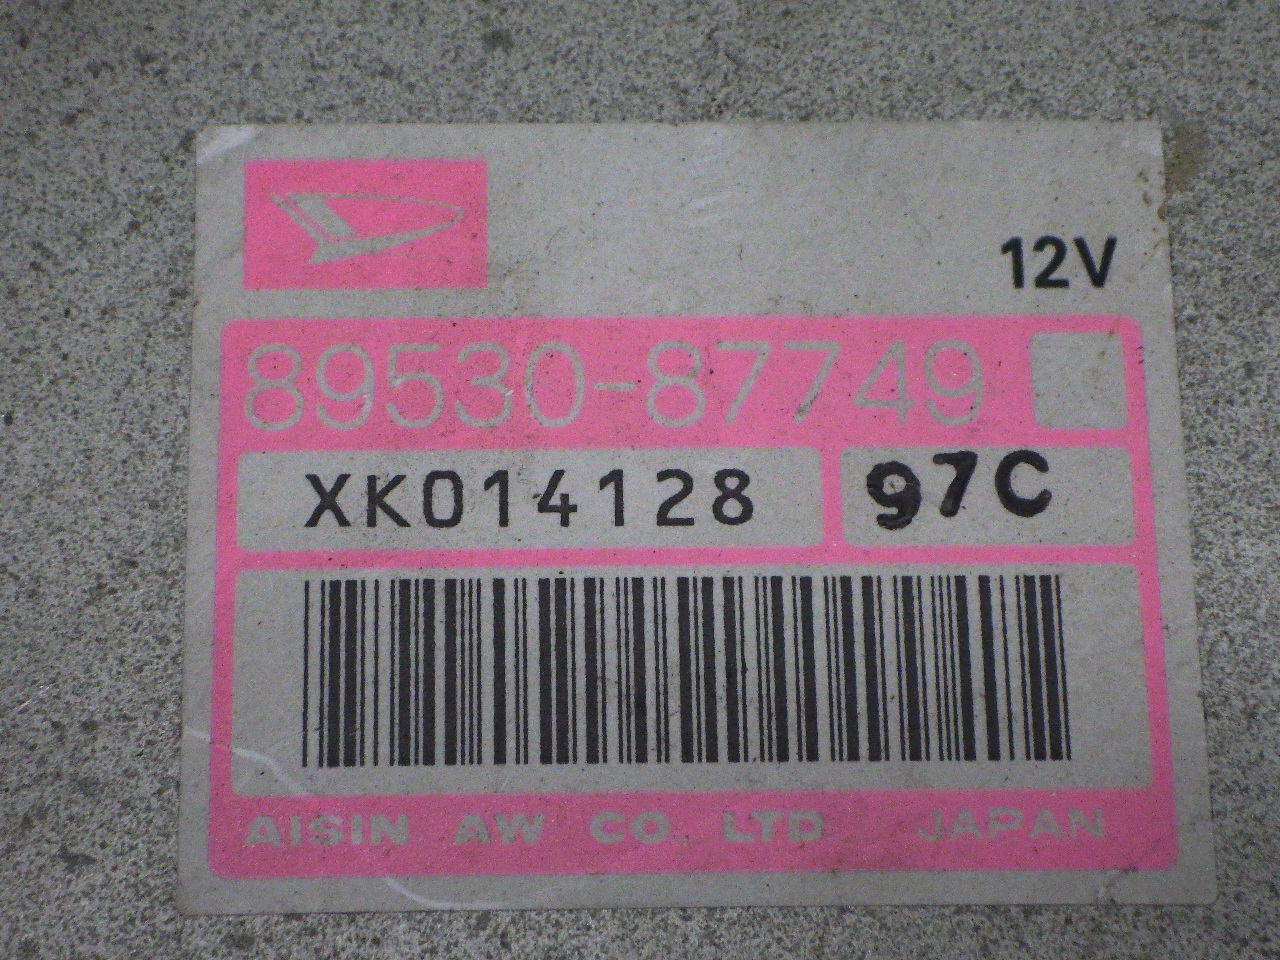 12V
89530-87749
XK014128 97C
AISIN AW CO. LTD. JAPAN